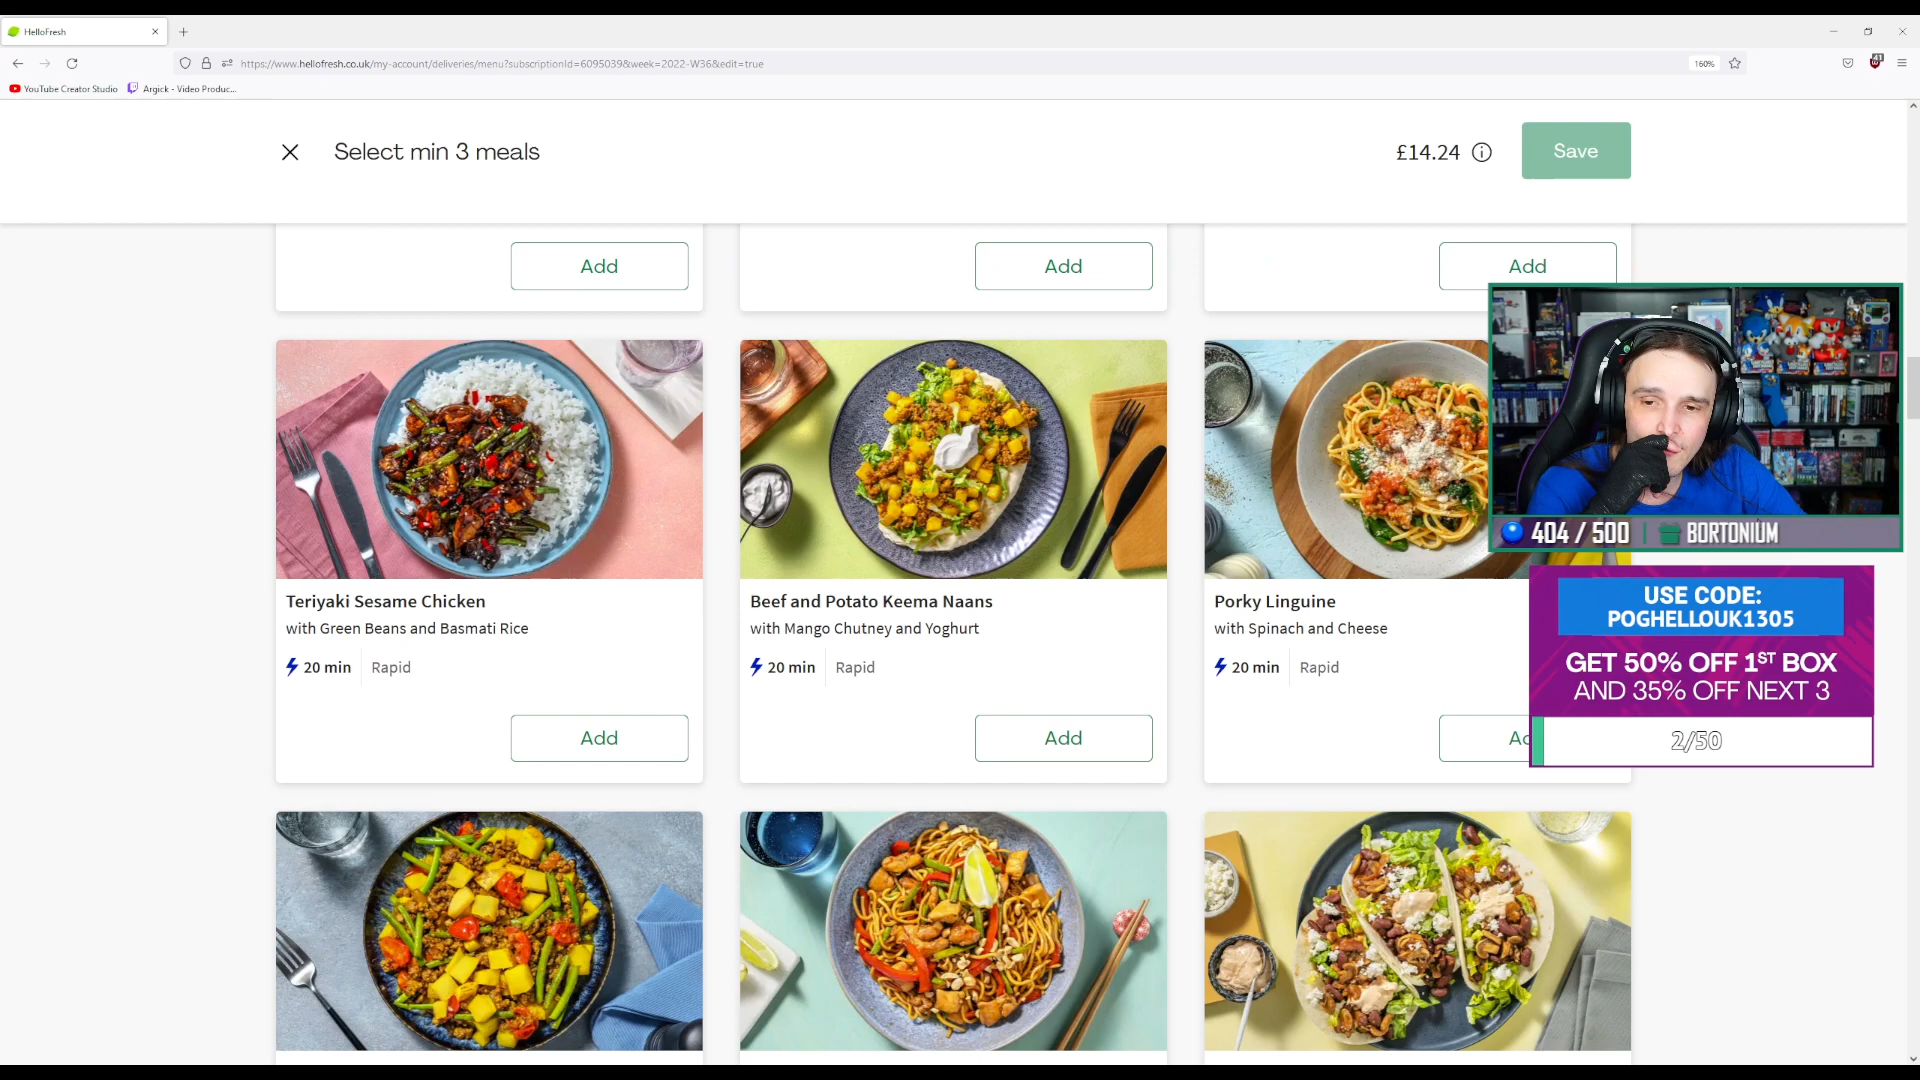 HelloFresh
https://www.hellofresh.co.uk/my-account/deliveries/menu?subscriptionId=6095039&week=2022-W36&edit=true
160%
YouTube Creator Studio
Argick - Video Produc...
Select min 3 meals
£14.24
Save
Add
Add
Add
Teriyaki Sesame Chicken
with Green Beans and Basmati Rice
20 min
Rapid
Add
Beef and Potato Keema Naans
with Mango Chutney and Yoghurt
20 min
Rapid
Add
Porky Linguine
with Spinach and Cheese
20 min
Rapid
Ad
404 / 500
BORTONIUM
USE CODE:
POGHELLOUK1305
GET 50% OFF 1ST BOX
AND 35% OFF NEXT 3
2/50